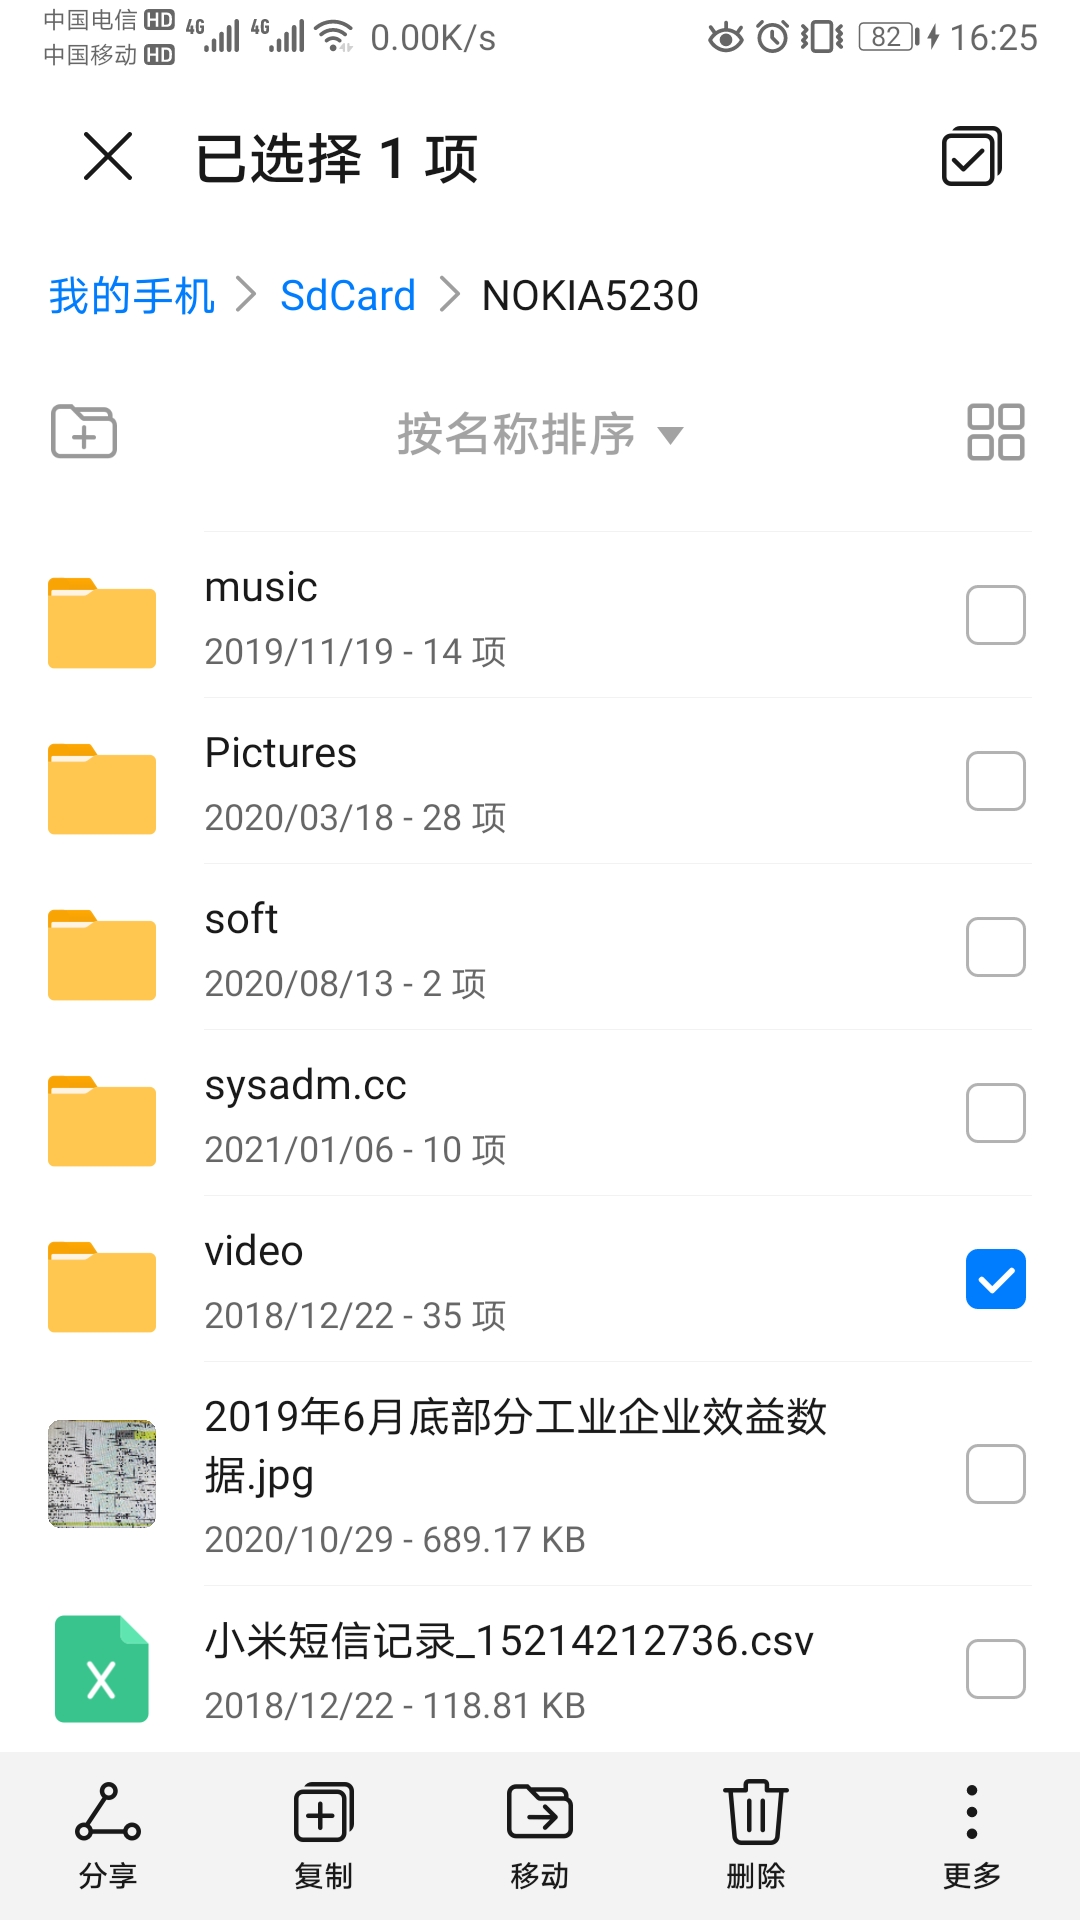 中国电信 HD 4G 4G 0.00K/s 82 16:25
中国移动 HD
已选择 1 项
我的手机 > SdCard > NOKIA5230
按名称排序
music
2019/11/19 - 14 项
Pictures
2020/03/18 - 28 项
soft
2020/08/13 - 2 项
sysadm.cc
2021/01/06 - 10 项
video
2018/12/22 - 35 项
2019年6月底部分工业企业效益数
据.jpg
2020/10/29 - 689.17 KB
小米短信记录_15214212736.csv
2018/12/22 - 118.81 KB
分享 复制 移动 删除 更多